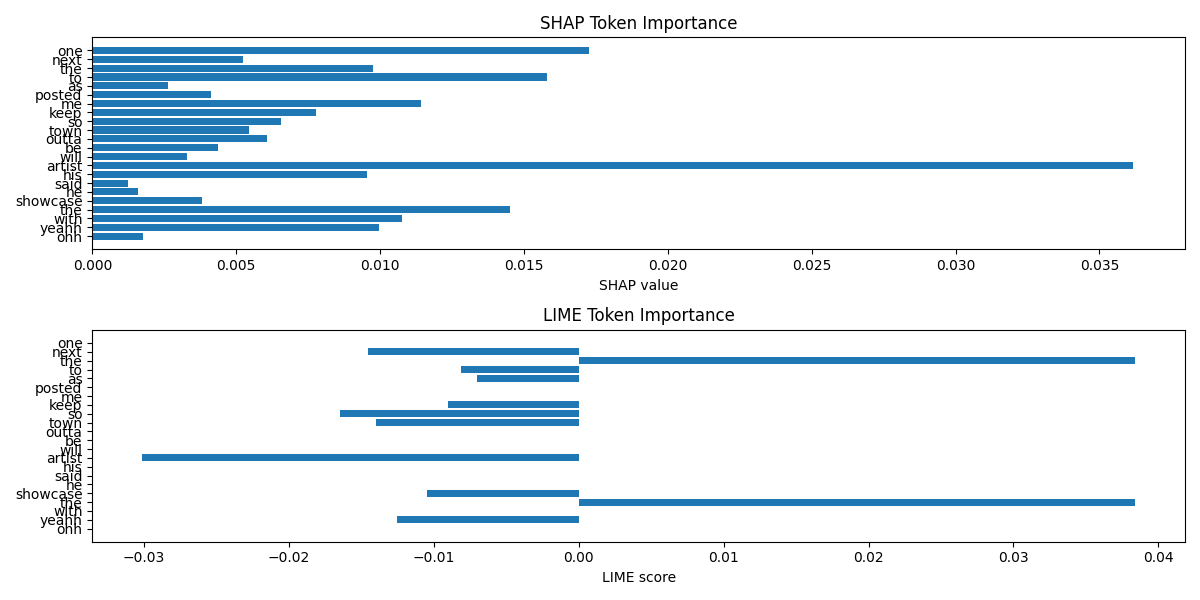 SHAP Token Importance
one
next
the
to
as
posted
me
keep
so
town
outta
be
will
artist
his
said
he
showcase
the
with
yeahh
onn
0.000 0.005 0.010 0.015 0.020 0.025 0.030 0.035
SHAP value
LIME Token Importance
one
next
the
to
as
posted
me
keep
so
town
outta
be
will
artist
his
said
he
showcase
the
with
yeahh
onn
−0.03 −0.02 −0.01 0.00 0.01 0.02 0.03 0.04
LIME score